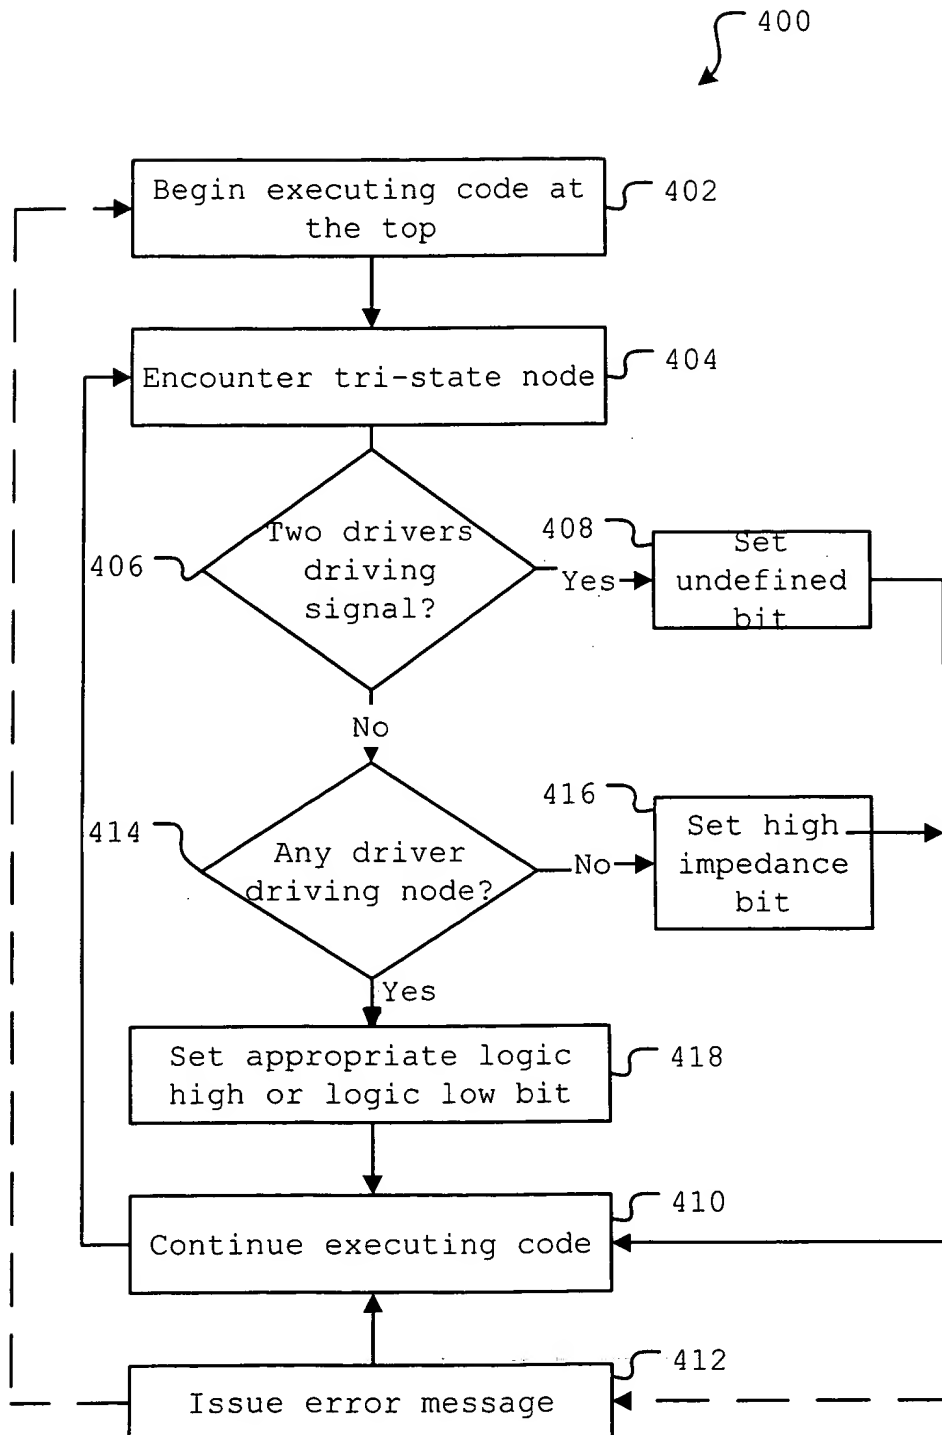 400
Begin executing code at
the top
402
Encounter tri-state node
404
Two drivers
driving
signal?
406
Yes
408
Set
undefined
bit
No
Any driver
driving node?
414
No
416
Set high
impedance
bit
Yes
Set appropriate logic
high or logic low bit
418
Continue executing code
410
Issue error message
412